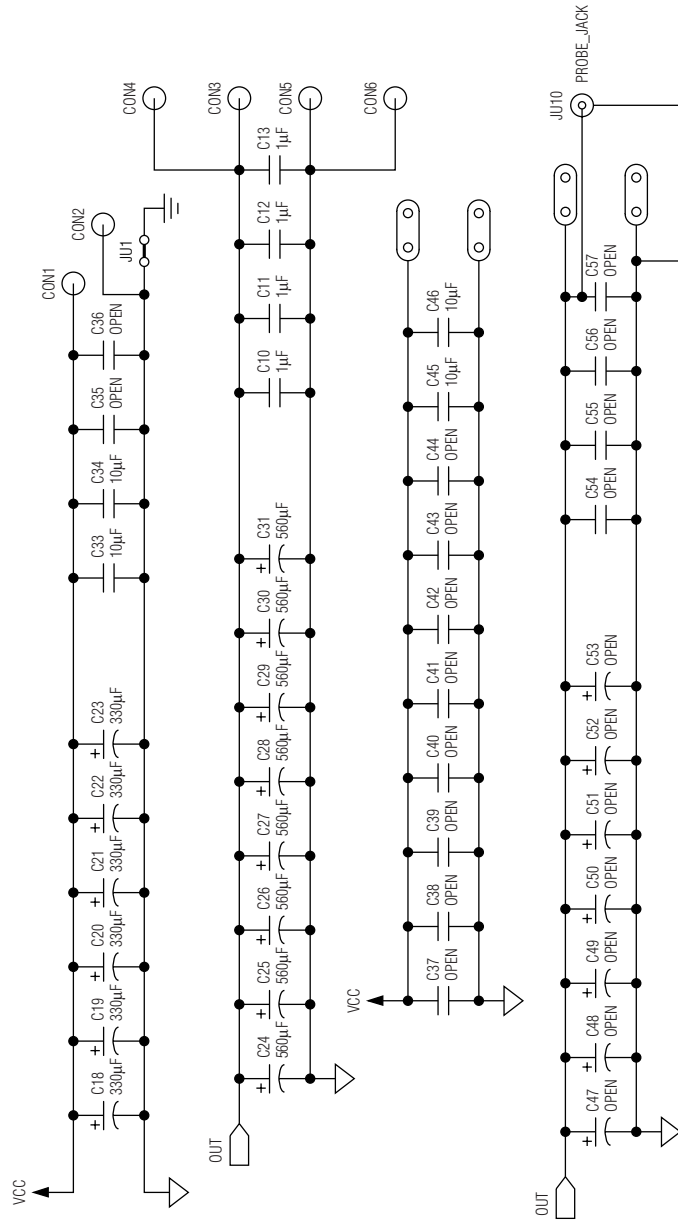 VCC
C18
330µF
C19
330µF
C20
330µF
C21
330µF
C22
330µF
C23
330µF
C33
10µF
C34
10µF
C35
OPEN
C36
OPEN
CON1
CON2
JU1
OUT
C24
560µF
C25
560µF
C26
560µF
C27
560µF
C28
560µF
C29
560µF
C30
560µF
C31
560µF
C10
1µF
C11
1µF
C12
1µF
C13
1µF
CON4
CON3
CON5
CON6
VCC
C37
OPEN
C38
OPEN
C39
OPEN
C40
OPEN
C41
OPEN
C42
OPEN
C43
OPEN
C44
OPEN
C45
10µF
C46
10µF
OUT
C47
OPEN
C48
OPEN
C49
OPEN
C50
OPEN
C51
OPEN
C52
OPEN
C53
OPEN
C54
OPEN
C55
OPEN
C56
OPEN
C57
OPEN
JU10
PROBE_JACK